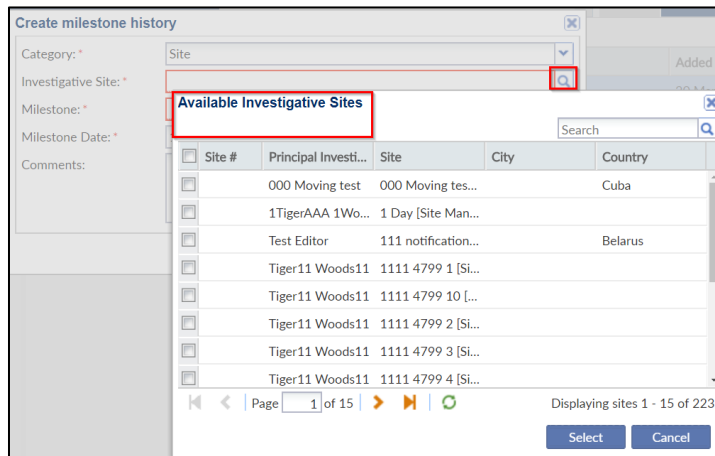 Create milestone history
Category: * Site
Added
Investigative Site: *
Milestone: *
Available Investigative Sites
Milestone Date: *
Search
Comments:
Site # Principal Investi... Site City Country
000 Moving test 000 Moving tes... Cuba
1TigerAAA 1Wo... 1 Day [Site Man...
Test Editor 111 notification... Belarus
Tiger11 Woods11 1111 4799 1 [Si...
Tiger11 Woods11 1111 4799 10 [...
Tiger11 Woods11 1111 4799 2 [Si...
Tiger11 Woods11 1111 4799 3 [Si...
Tiger11 Woods11 1111 4799 4 [Si...
Page 1 of 15 Displaying sites 1 - 15 of 223
Select Cancel